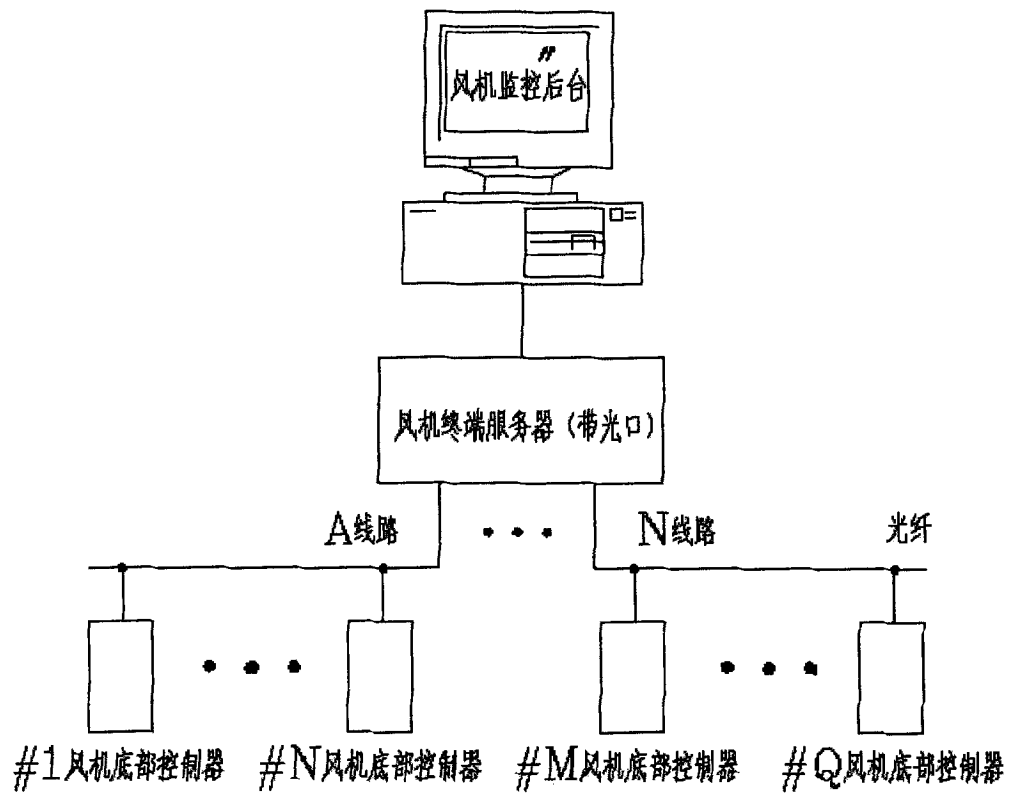 风机监控后台
风机终端服务器（带光口）
A线路
N线路
光纤
#1风机底部控制器
#N风机底部控制器
#M风机底部控制器
#Q风机底部控制器